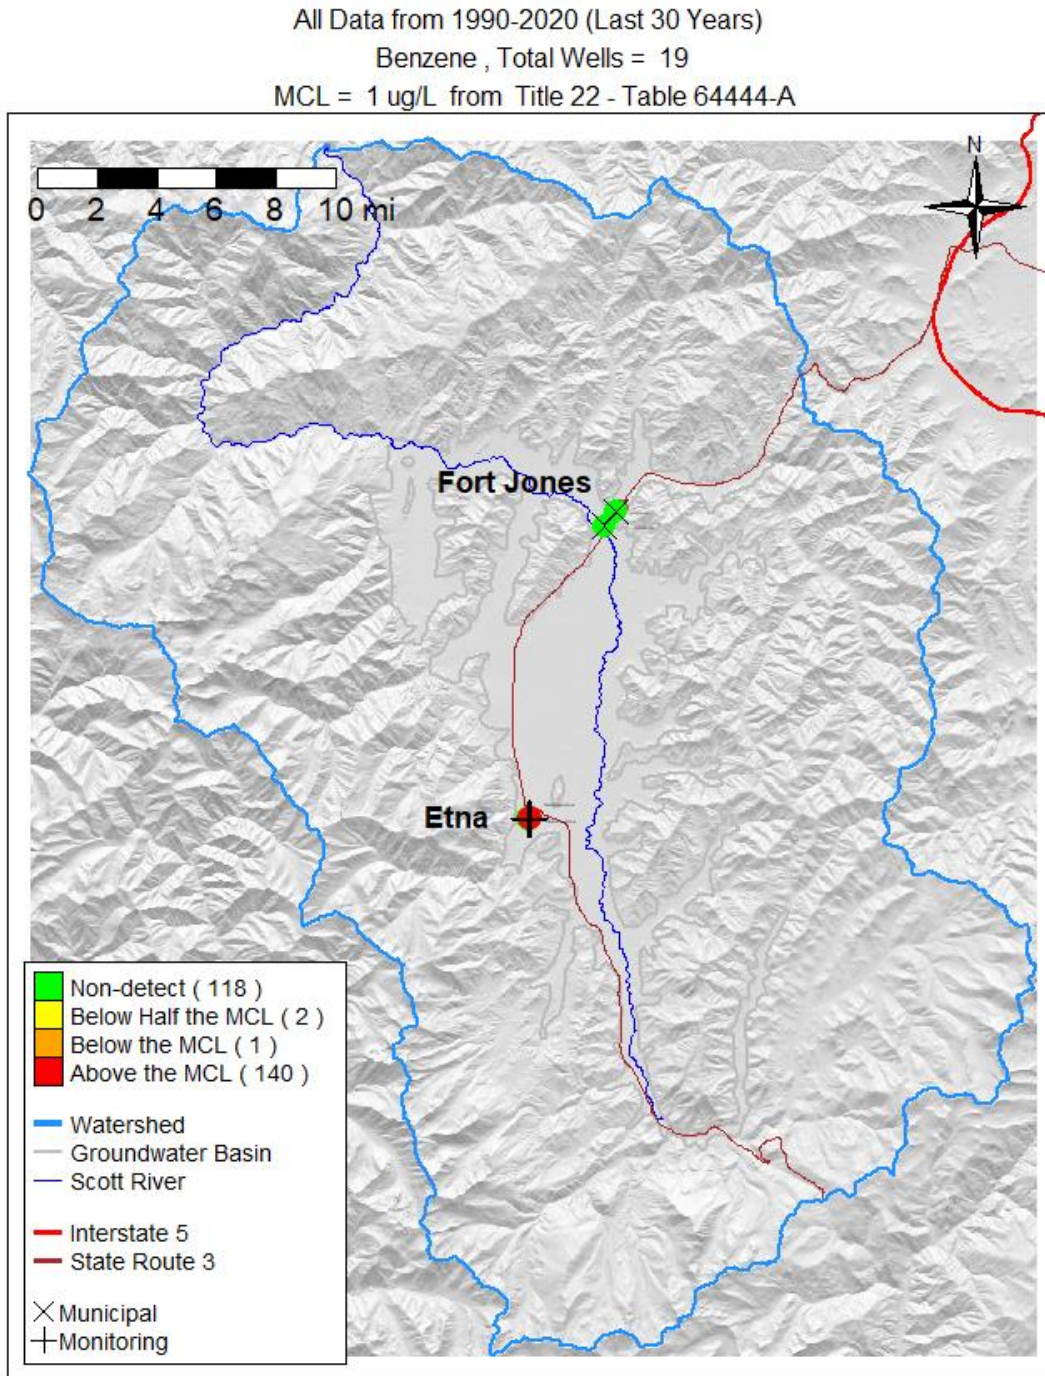 All Data from 1990-2020 (Last 30 Years)
Benzene , Total Wells =  19
MCL =  1 ug/L  from  Title 22 - Table 64444-A
N
0 2 4 6 8 10 mi
Fort Jones
Etna
Non-detect ( 118 )
Below Half the MCL ( 2 )
Below the MCL ( 1 )
Above the MCL ( 140 )
Watershed
Groundwater Basin
Scott River
Interstate 5
State Route 3
Municipal
Monitoring